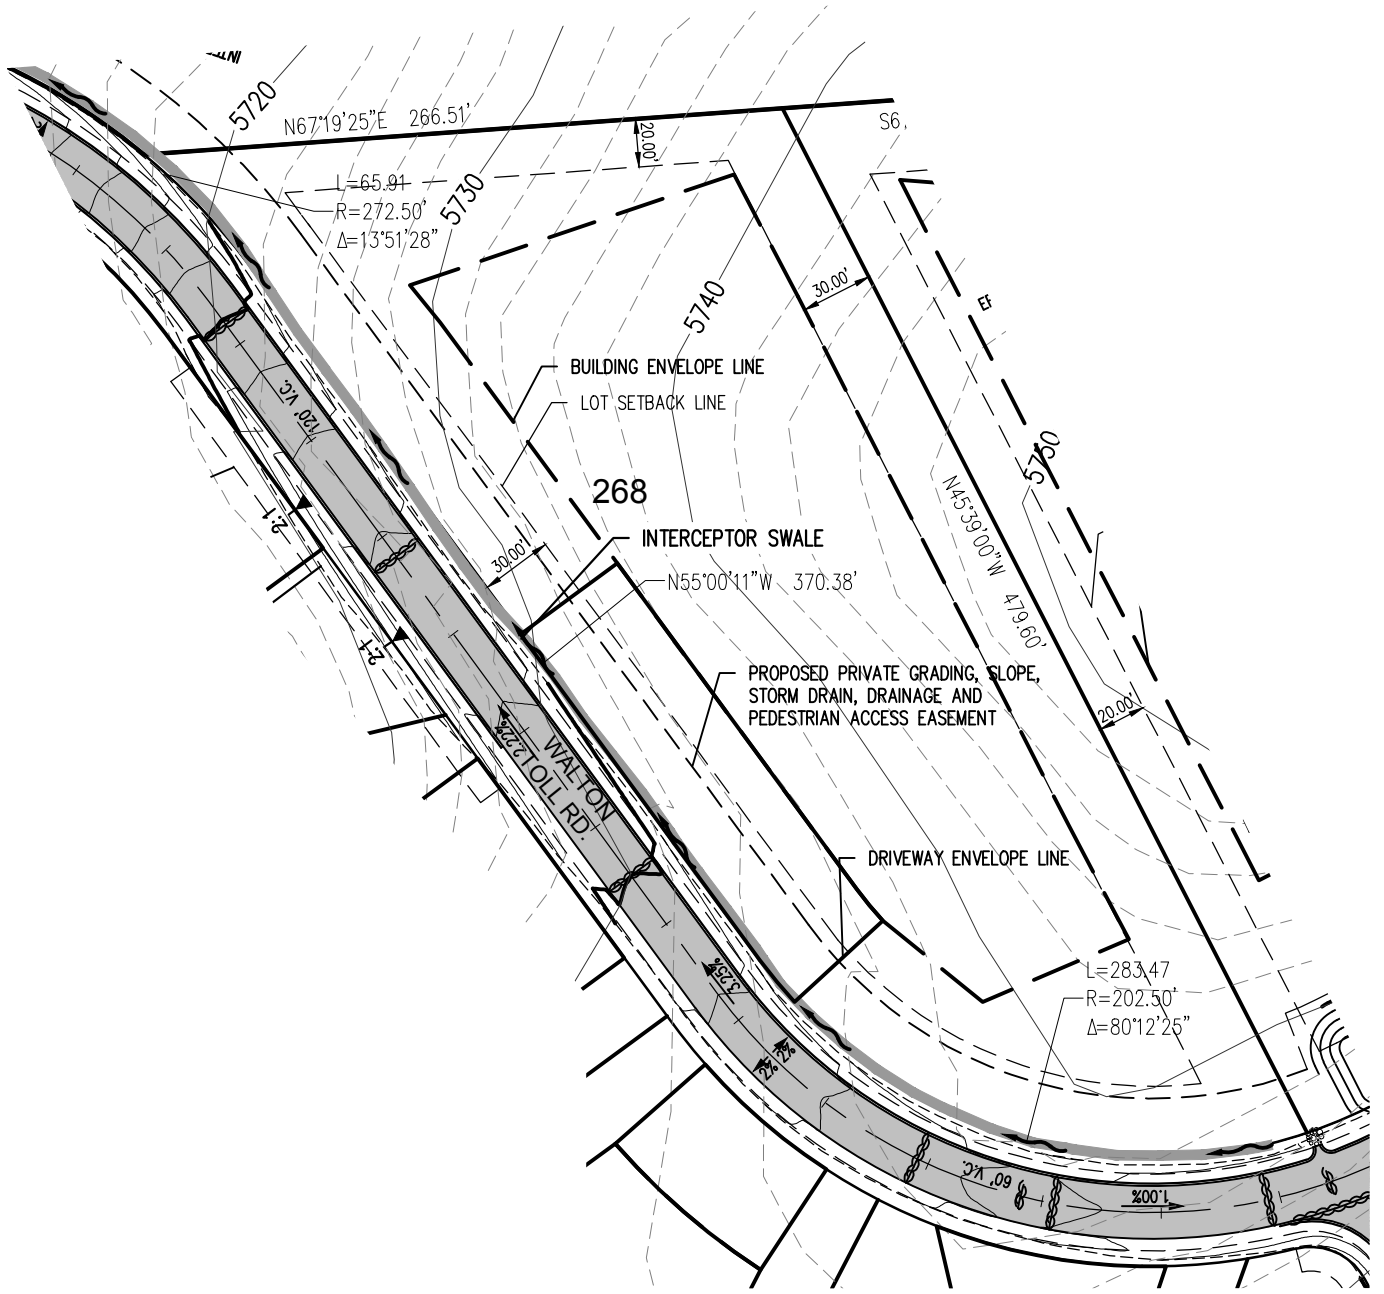 5720
N67°19'25"E 266.51'
20.00'
S6
L=65.91
R=272.50'
Δ=13°51'28"
5730
5740
30.00'
BUILDING ENVELOPE LINE
LOT SETBACK LINE
120' V.C.
268
5750
N45°39'00"W 479.60'
2:1
INTERCEPTOR SWALE
30.00'
N55°00'11"W 370.38'
2:1
PROPOSED PRIVATE GRADING, SLOPE,
STORM DRAIN, DRAINAGE AND
PEDESTRIAN ACCESS EASEMENT
20.00'
2.22%
WALTON
TOLL RD.
DRIVEWAY ENVELOPE LINE
3.25%
L=283.47
R=202.50'
Δ=80°12'25"
2%
2%
60' V.C.
1.00%